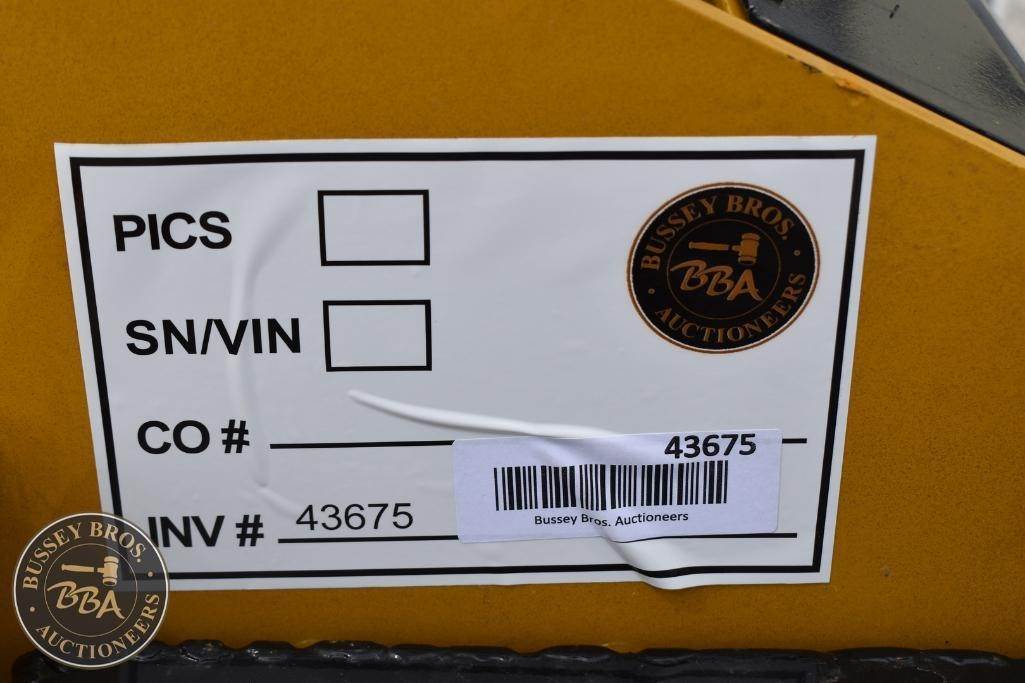 PICS
BUSSEY BROS.
BBA
AUCTIONEERS
SN/VIN
CO #
43675
Bussey Bros. Auctioneers
INV # 43675
BUSSEY BROS.
BBA
AUCTIONEERS